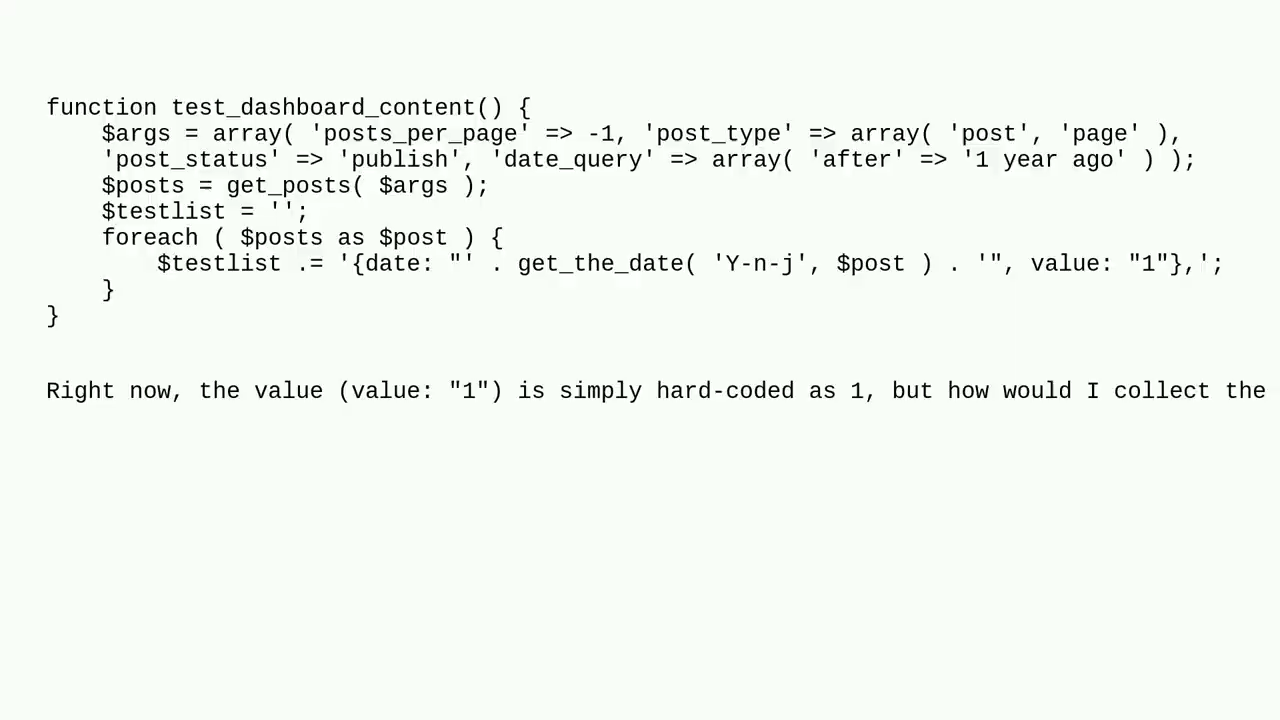 function test_dashboard_content() {
    $args = array( 'posts_per_page' => -1, 'post_type' => array( 'post', 'page' ),
    'post_status' => 'publish', 'date_query' => array( 'after' => '1 year ago' ) );
    $posts = get_posts( $args );
    $testlist = '';
    foreach ( $posts as $post ) {
        $testlist .= '{date: "' . get_the_date( 'Y-n-j', $post ) . '", value: "1"},';
    }
}
Right now, the value (value: "1") is simply hard-coded as 1, but how would I collect the